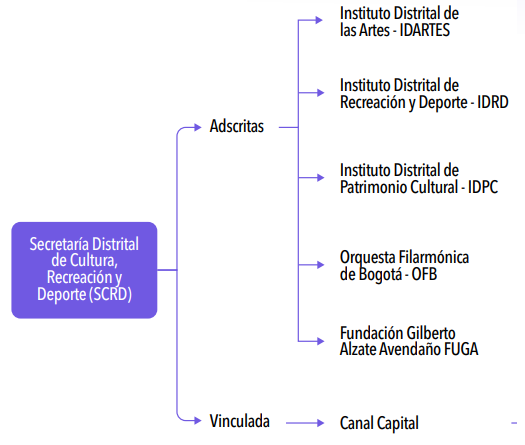 Instituto Distrital de
las Artes - IDARTES
Instituto Distrital de
Recreación y Deporte - IDRD
Adscritas
Instituto Distrital de
Patrimonio Cultural - IDPC
Secretaría Distrital
de Cultura,
Recreación y
Deporte (SCRD)
Orquesta Filarmónica
de Bogotá - OFB
Fundación Gilberto
Alzate Avendaño FUGA
Vinculada
Canal Capital